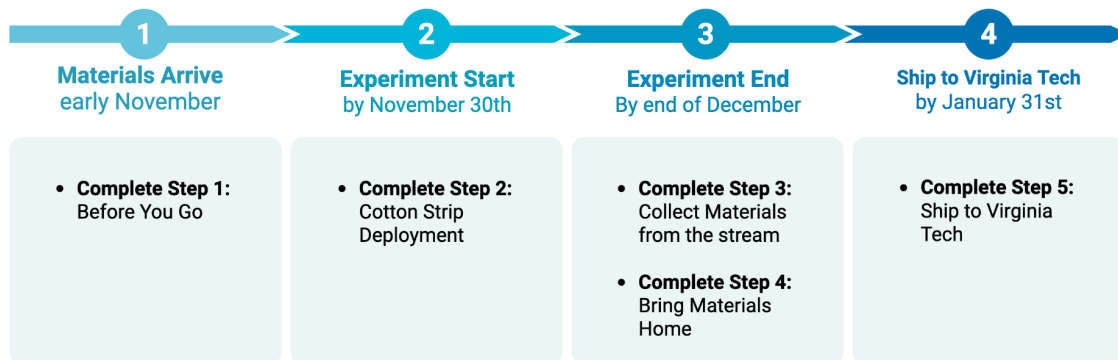 1
Materials Arrive
early November
2
Experiment Start
by November 30th
3
Experiment End
By end of December
4
Ship to Virginia Tech
by January 31st
• Complete Step 1:
Before You Go
• Complete Step 2:
Cotton Strip
Deployment
• Complete Step 3:
Collect Materials
from the stream
• Complete Step 4:
Bring Materials
Home
• Complete Step 5:
Ship to Virginia
Tech